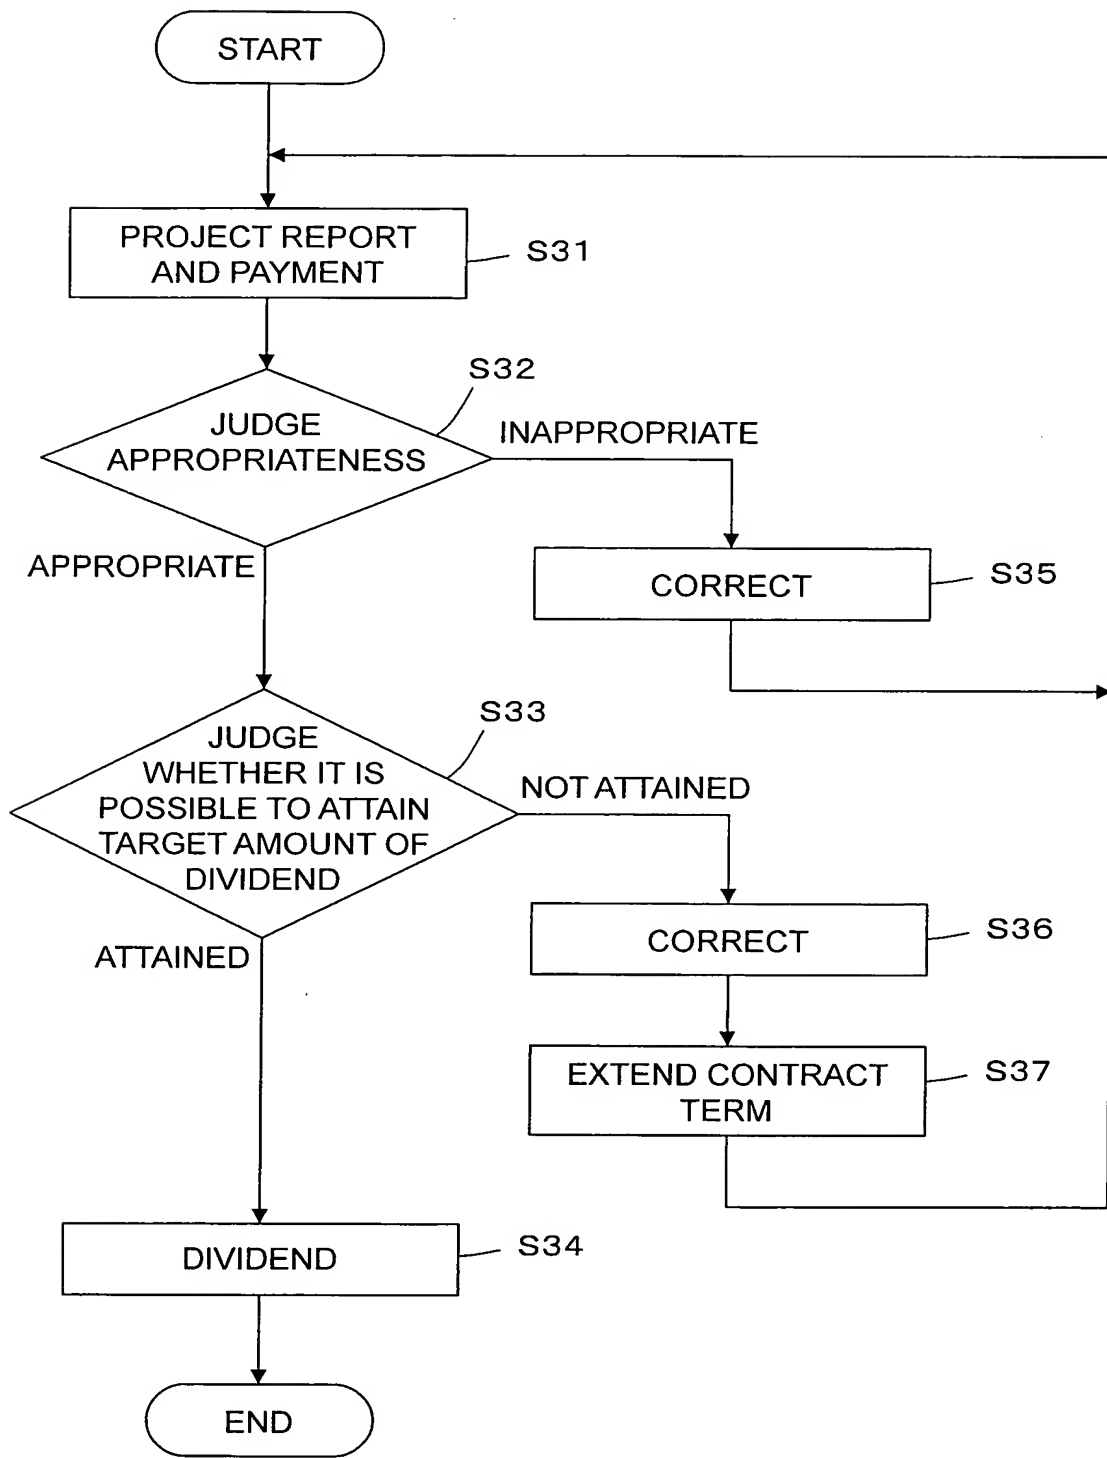 START
PROJECT REPORT
AND PAYMENT
S31
S32
JUDGE
APPROPRIATENESS
INAPPROPRIATE
APPROPRIATE
CORRECT
S35
S33
JUDGE
WHETHER IT IS
POSSIBLE TO ATTAIN
TARGET AMOUNT OF
DIVIDEND
NOT ATTAINED
ATTAINED
CORRECT
S36
EXTEND CONTRACT
TERM
S37
DIVIDEND
S34
END